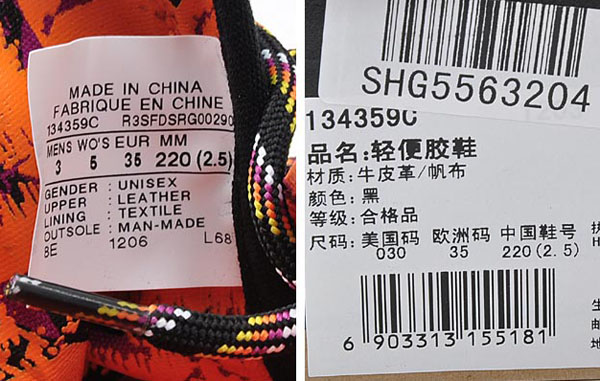 MADE IN CHINA
FABRIQUE EN CHINE
134359C R3SFDSRG00290
MENS WO'S EUR MM
3 5 35 220 (2.5)
GENDER : UNISEX
UPPER : LEATHER
LINING : TEXTILE
OUTSOLE : MAN-MADE
BE 1206 L68
SHG5563204
134359C
品名:轻便胶鞋
材质:牛皮革/帆布
颜色:黑
等级:合格品
尺码: 美国码 欧洲码 中国鞋号
030 35 220(2.5)
6 903313 155181